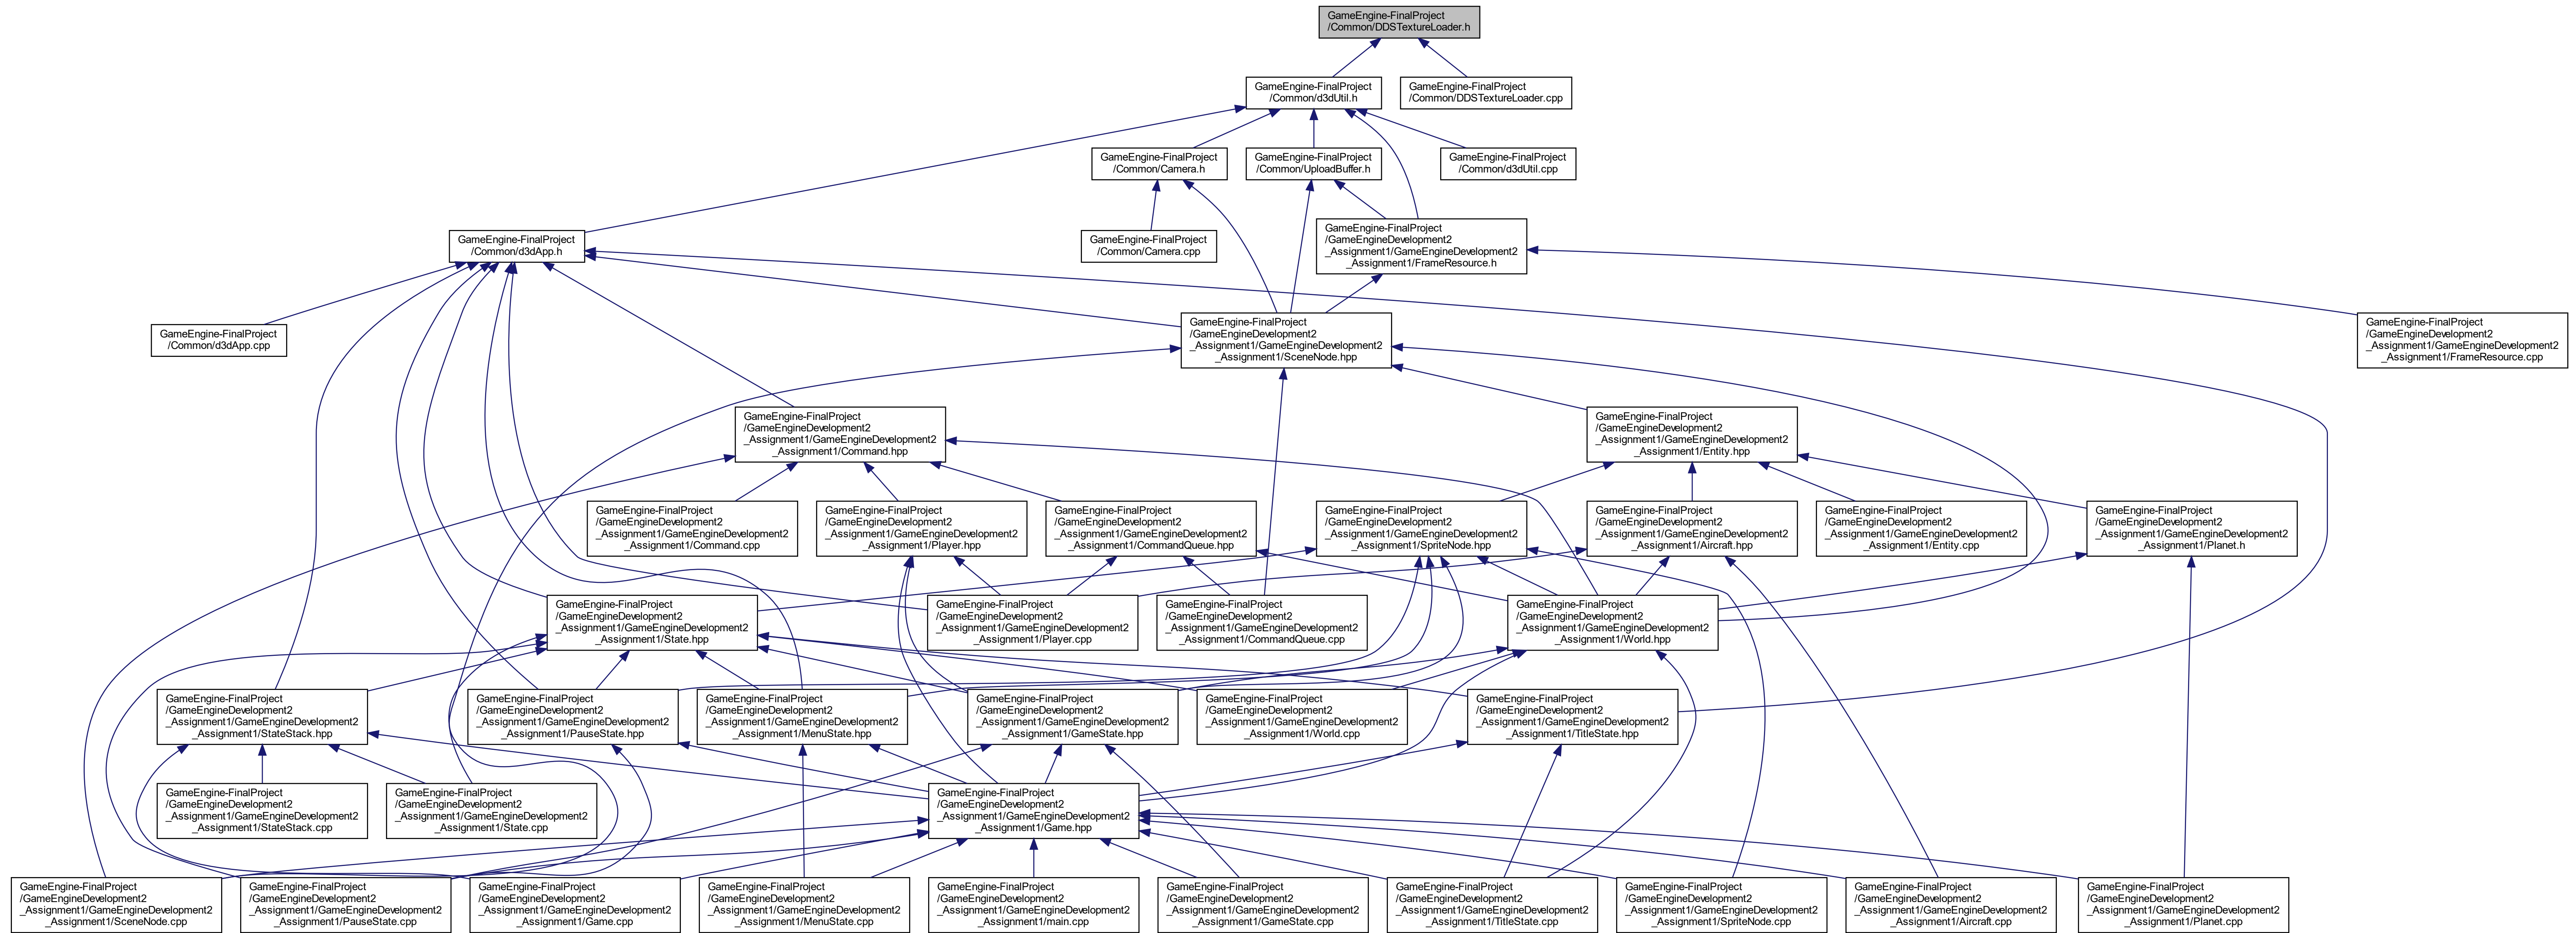 GameEngine-FinalProject
/Common/DDSTextureLoader.h
GameEngine-FinalProject
/Common/d3dUtil.h
GameEngine-FinalProject
/Common/DDSTextureLoader.cpp
GameEngine-FinalProject
/Common/Camera.h
GameEngine-FinalProject
/Common/UploadBuffer.h
GameEngine-FinalProject
/Common/d3dUtil.cpp
GameEngine-FinalProject
/Common/d3dApp.h
GameEngine-FinalProject
/Common/Camera.cpp
GameEngine-FinalProject
/GameEngineDevelopment2
_Assignment1/GameEngineDevelopment2
_Assignment1/FrameResource.h
GameEngine-FinalProject
/Common/d3dApp.cpp
GameEngine-FinalProject
/GameEngineDevelopment2
_Assignment1/GameEngineDevelopment2
_Assignment1/SceneNode.hpp
GameEngine-FinalProject
/GameEngineDevelopment2
_Assignment1/GameEngineDevelopment2
_Assignment1/FrameResource.cpp
GameEngine-FinalProject
/GameEngineDevelopment2
_Assignment1/GameEngineDevelopment2
_Assignment1/Command.hpp
GameEngine-FinalProject
/GameEngineDevelopment2
_Assignment1/GameEngineDevelopment2
_Assignment1/Entity.hpp
GameEngine-FinalProject
/GameEngineDevelopment2
_Assignment1/GameEngineDevelopment2
_Assignment1/Command.cpp
GameEngine-FinalProject
/GameEngineDevelopment2
_Assignment1/GameEngineDevelopment2
_Assignment1/Player.hpp
GameEngine-FinalProject
/GameEngineDevelopment2
_Assignment1/GameEngineDevelopment2
_Assignment1/CommandQueue.hpp
GameEngine-FinalProject
/GameEngineDevelopment2
_Assignment1/GameEngineDevelopment2
_Assignment1/SpriteNode.hpp
GameEngine-FinalProject
/GameEngineDevelopment2
_Assignment1/GameEngineDevelopment2
_Assignment1/Aircraft.hpp
GameEngine-FinalProject
/GameEngineDevelopment2
_Assignment1/GameEngineDevelopment2
_Assignment1/Entity.cpp
GameEngine-FinalProject
/GameEngineDevelopment2
_Assignment1/GameEngineDevelopment2
_Assignment1/Planet.h
GameEngine-FinalProject
/GameEngineDevelopment2
_Assignment1/GameEngineDevelopment2
_Assignment1/State.hpp
GameEngine-FinalProject
/GameEngineDevelopment2
_Assignment1/GameEngineDevelopment2
_Assignment1/Player.cpp
GameEngine-FinalProject
/GameEngineDevelopment2
_Assignment1/GameEngineDevelopment2
_Assignment1/CommandQueue.cpp
GameEngine-FinalProject
/GameEngineDevelopment2
_Assignment1/GameEngineDevelopment2
_Assignment1/World.hpp
GameEngine-FinalProject
/GameEngineDevelopment2
_Assignment1/GameEngineDevelopment2
_Assignment1/StateStack.hpp
GameEngine-FinalProject
/GameEngineDevelopment2
_Assignment1/GameEngineDevelopment2
_Assignment1/PauseState.hpp
GameEngine-FinalProject
/GameEngineDevelopment2
_Assignment1/GameEngineDevelopment2
_Assignment1/MenuState.hpp
GameEngine-FinalProject
/GameEngineDevelopment2
_Assignment1/GameEngineDevelopment2
_Assignment1/GameState.hpp
GameEngine-FinalProject
/GameEngineDevelopment2
_Assignment1/GameEngineDevelopment2
_Assignment1/World.cpp
GameEngine-FinalProject
/GameEngineDevelopment2
_Assignment1/GameEngineDevelopment2
_Assignment1/TitleState.hpp
GameEngine-FinalProject
/GameEngineDevelopment2
_Assignment1/GameEngineDevelopment2
_Assignment1/StateStack.cpp
GameEngine-FinalProject
/GameEngineDevelopment2
_Assignment1/GameEngineDevelopment2
_Assignment1/State.cpp
GameEngine-FinalProject
/GameEngineDevelopment2
_Assignment1/GameEngineDevelopment2
_Assignment1/Game.hpp
GameEngine-FinalProject
/GameEngineDevelopment2
_Assignment1/GameEngineDevelopment2
_Assignment1/SceneNode.cpp
GameEngine-FinalProject
/GameEngineDevelopment2
_Assignment1/GameEngineDevelopment2
_Assignment1/PauseState.cpp
GameEngine-FinalProject
/GameEngineDevelopment2
_Assignment1/GameEngineDevelopment2
_Assignment1/Game.cpp
GameEngine-FinalProject
/GameEngineDevelopment2
_Assignment1/GameEngineDevelopment2
_Assignment1/MenuState.cpp
GameEngine-FinalProject
/GameEngineDevelopment2
_Assignment1/GameEngineDevelopment2
_Assignment1/main.cpp
GameEngine-FinalProject
/GameEngineDevelopment2
_Assignment1/GameEngineDevelopment2
_Assignment1/GameState.cpp
GameEngine-FinalProject
/GameEngineDevelopment2
_Assignment1/GameEngineDevelopment2
_Assignment1/TitleState.cpp
GameEngine-FinalProject
/GameEngineDevelopment2
_Assignment1/GameEngineDevelopment2
_Assignment1/SpriteNode.cpp
GameEngine-FinalProject
/GameEngineDevelopment2
_Assignment1/GameEngineDevelopment2
_Assignment1/Aircraft.cpp
GameEngine-FinalProject
/GameEngineDevelopment2
_Assignment1/GameEngineDevelopment2
_Assignment1/Planet.cpp